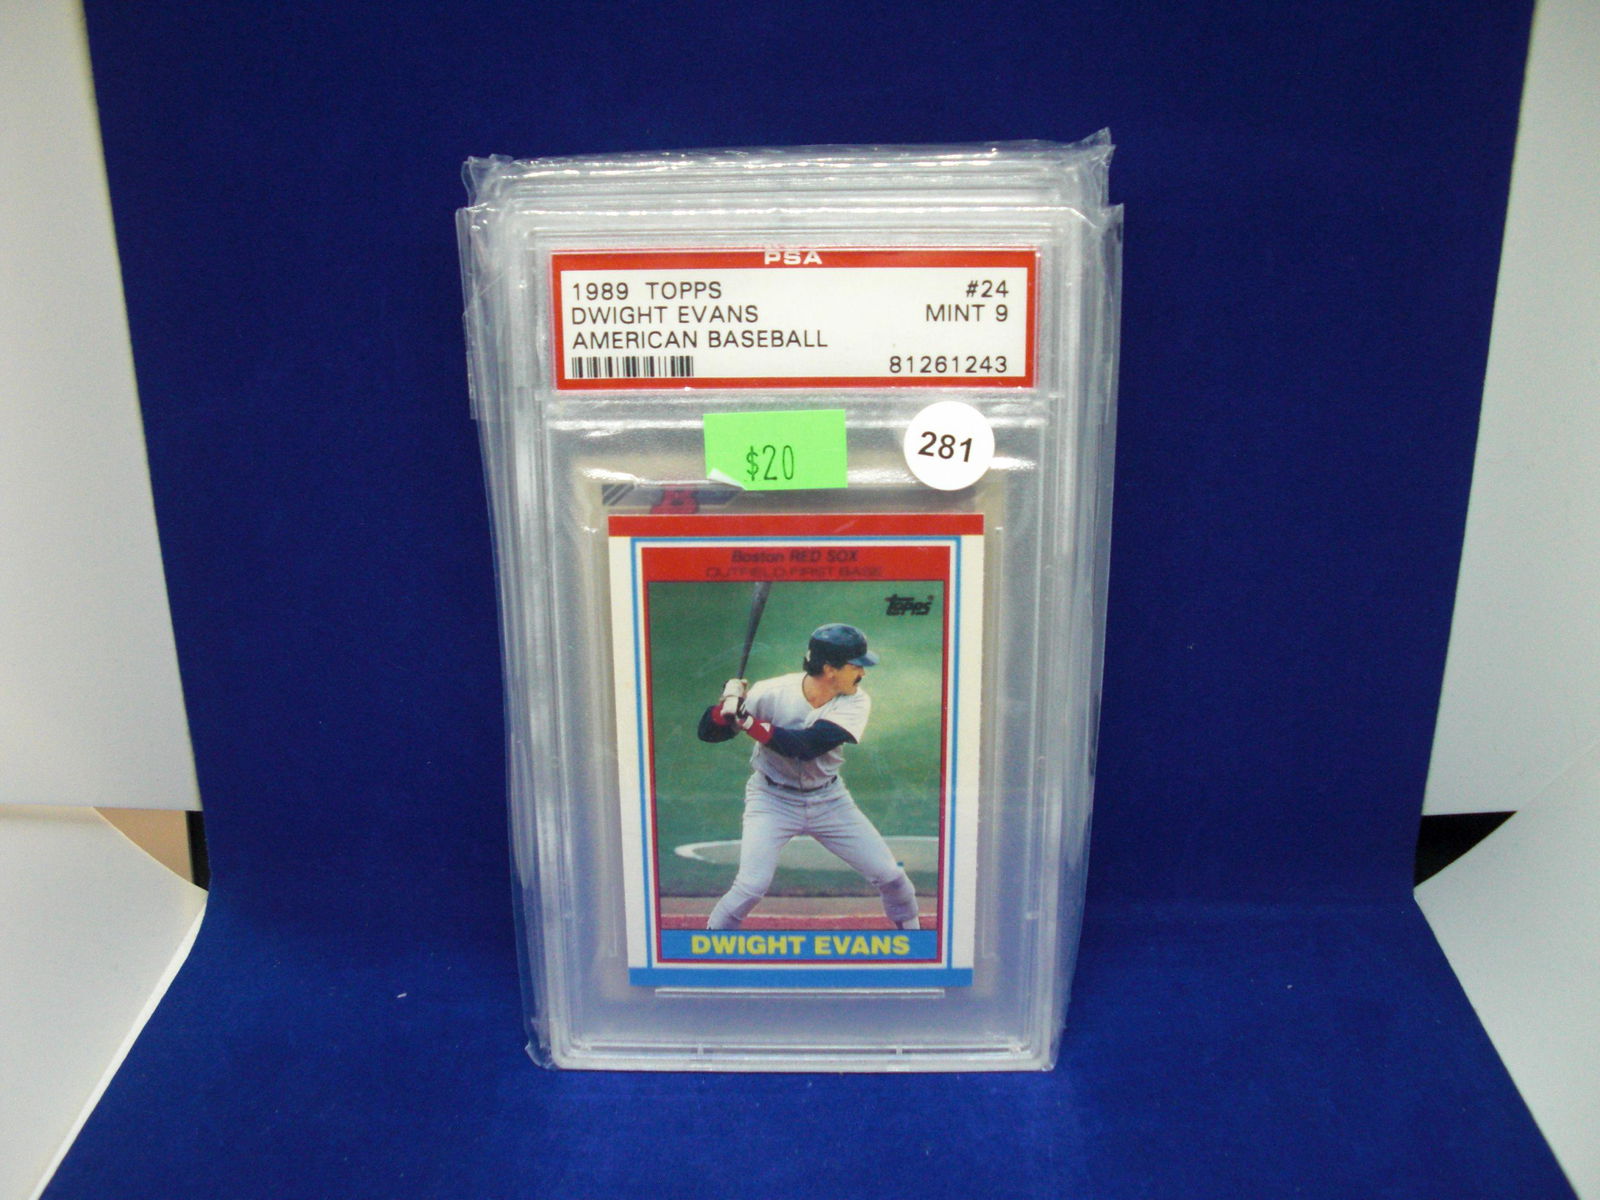 PSA
1989 TOPPS #24
DWIGHT EVANS MINT 9
AMERICAN BASEBALL
81261243
$20
281
B
Boston RED SOX
OUTFIELD-FIRST BASE
TOPPS
DWIGHT EVANS